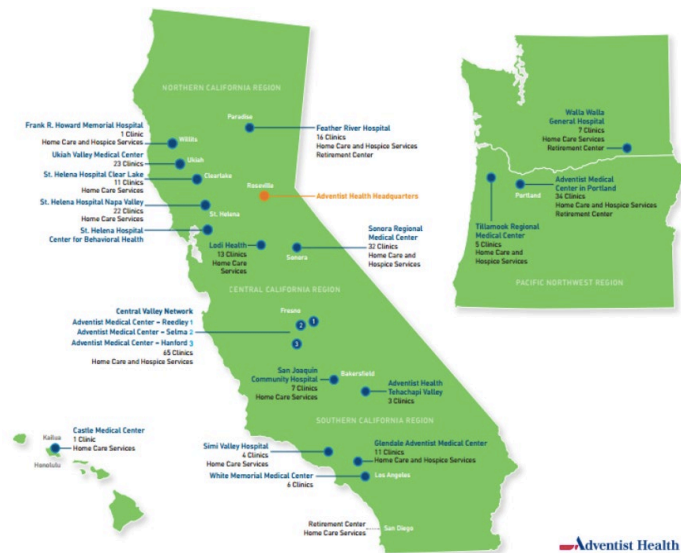 NORTHERN CALIFORNIA REGION
Frank R. Howard Memorial Hospital
1 Clinic
Home Care and Hospice Services
Willits
Ukiah Valley Medical Center
23 Clinics
Ukiah
St. Helena Hospital Clear Lake
11 Clinics
Home Care Services
Clearlake
St. Helena Hospital Napa Valley
22 Clinics
Home Care Services
St. Helena
St. Helena Hospital
Center for Behavioral Health
Paradise
Feather River Hospital
16 Clinics
Home Care and Hospice Services
Retirement Center
Roseville
Adventist Health Headquarters
Lodi Health
13 Clinics
Home Care
Services
Sonora Regional
Medical Center
32 Clinics
Home Care and
Hospice Services
Sonora
CENTRAL CALIFORNIA REGION
Central Valley Network
Adventist Medical Center – Reedley 1
Adventist Medical Center – Selma 2
Adventist Medical Center – Hanford 3
65 Clinics
Home Care and Hospice Services
Fresno
1
2
3
San Joaquin
Community Hospital
7 Clinics
Home Care Services
Bakersfield
Adventist Health
Tehachapi Valley
3 Clinics
SOUTHERN CALIFORNIA REGION
Simi Valley Hospital
4 Clinics
Home Care Services
Glendale Adventist Medical Center
11 Clinics
Home Care and Hospice Services
White Memorial Medical Center
6 Clinics
Los Angeles
Retirement Center
Home Care Services
San Diego
Castle Medical Center
1 Clinic
Home Care Services
Kailua
Honolulu
Walla Walla
General Hospital
7 Clinics
Home Care Services
Retirement Center
Adventist Medical
Center in Portland
34 Clinics
Home Care and Hospice Services
Retirement Center
Portland
Tillamook Regional
Medical Center
5 Clinics
Home Care and
Hospice Services
PACIFIC NORTHWEST REGION
Adventist Health